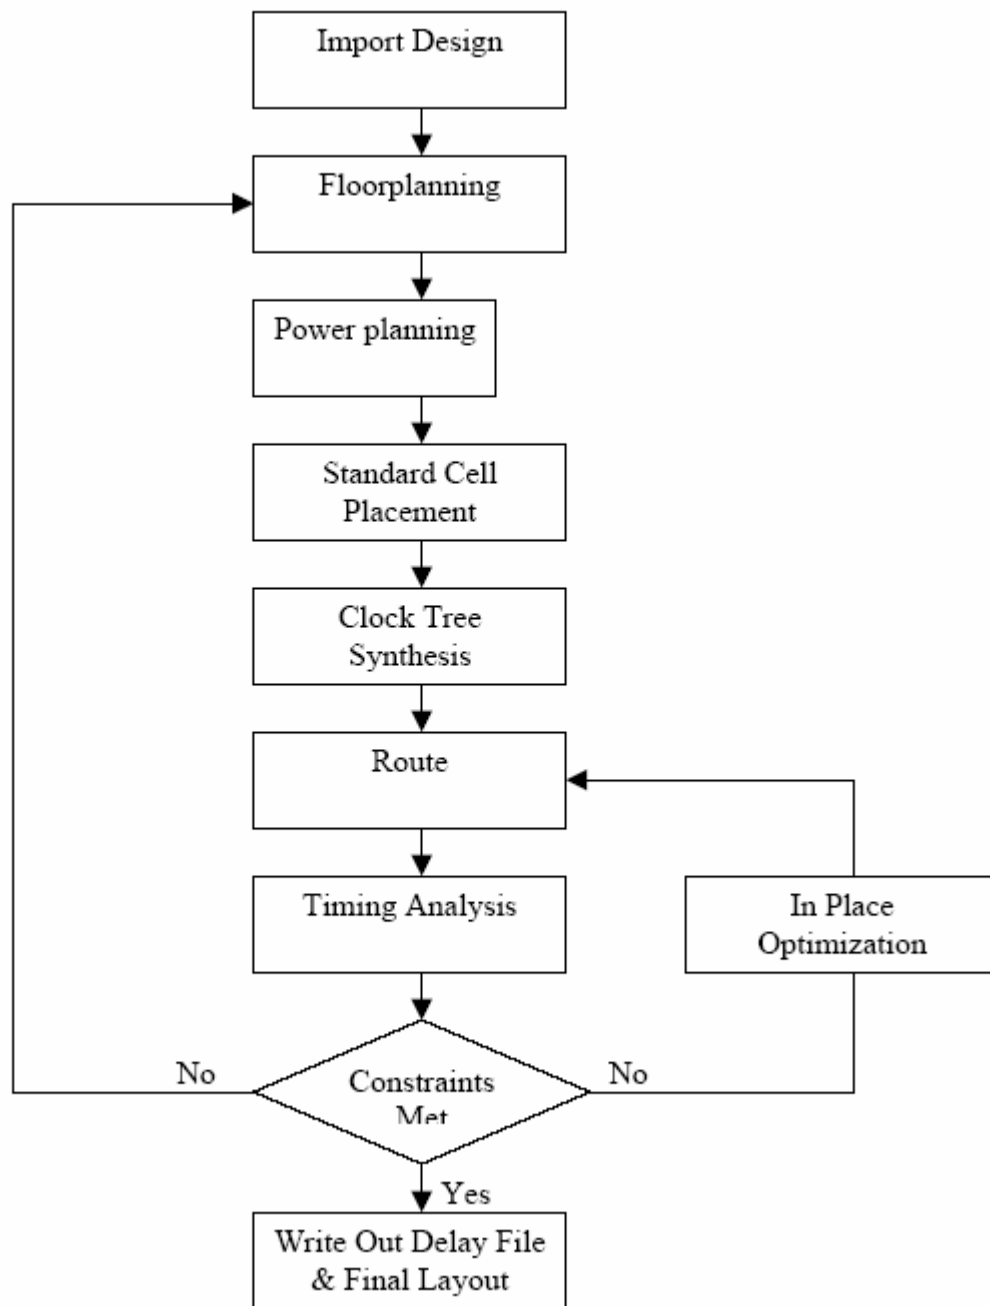 Import Design
Floorplanning
Power planning
Standard Cell
Placement
Clock Tree
Synthesis
Route
Timing Analysis
In Place
Optimization
No
Constraints
Met
No
Yes
Write Out Delay File
& Final Layout